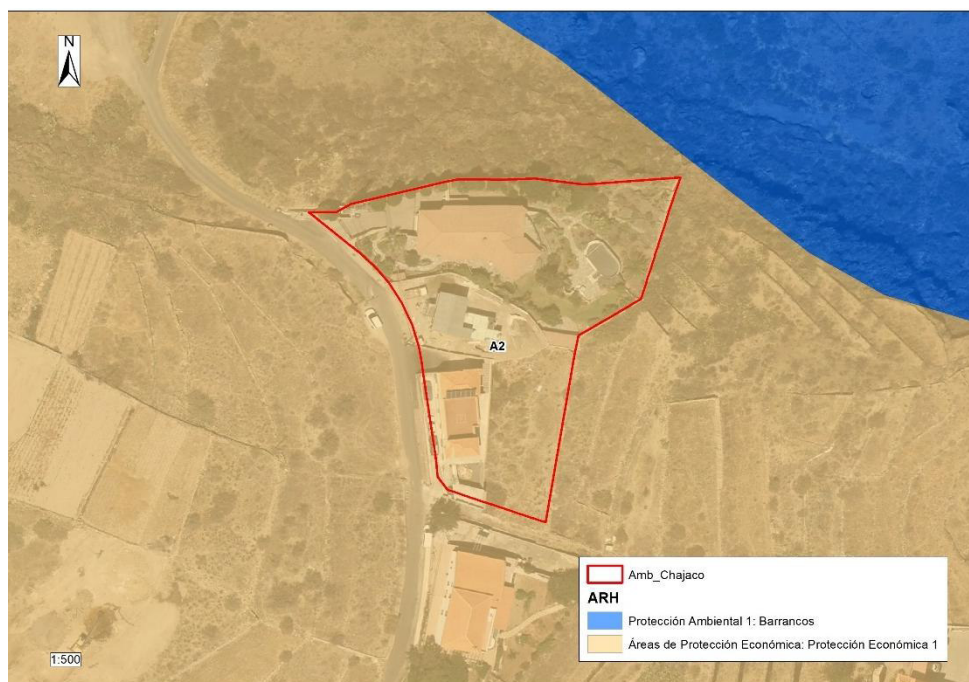 N
A2
Amb_Chajaco
ARH
Protección Ambiental 1: Barrancos
Áreas de Protección Económica: Protección Económica 1
1:500